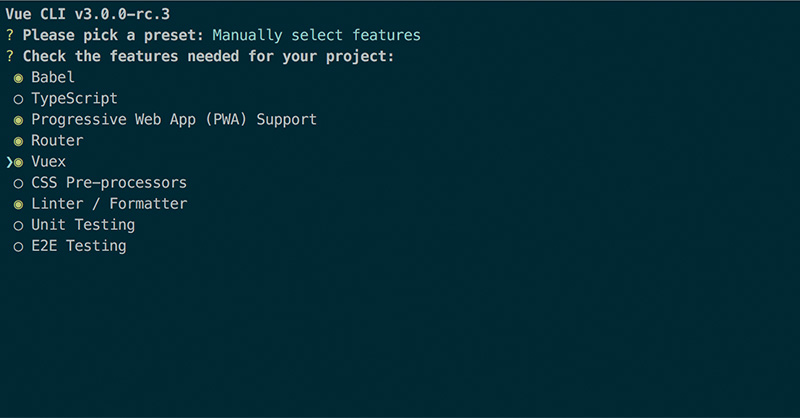 Vue CLI v3.0.0-rc.3
? Please pick a preset: Manually select features
? Check the features needed for your project:
◉ Babel
◯ TypeScript
◉ Progressive Web App (PWA) Support
◉ Router
❯◉ Vuex
◯ CSS Pre-processors
◉ Linter / Formatter
◯ Unit Testing
◯ E2E Testing